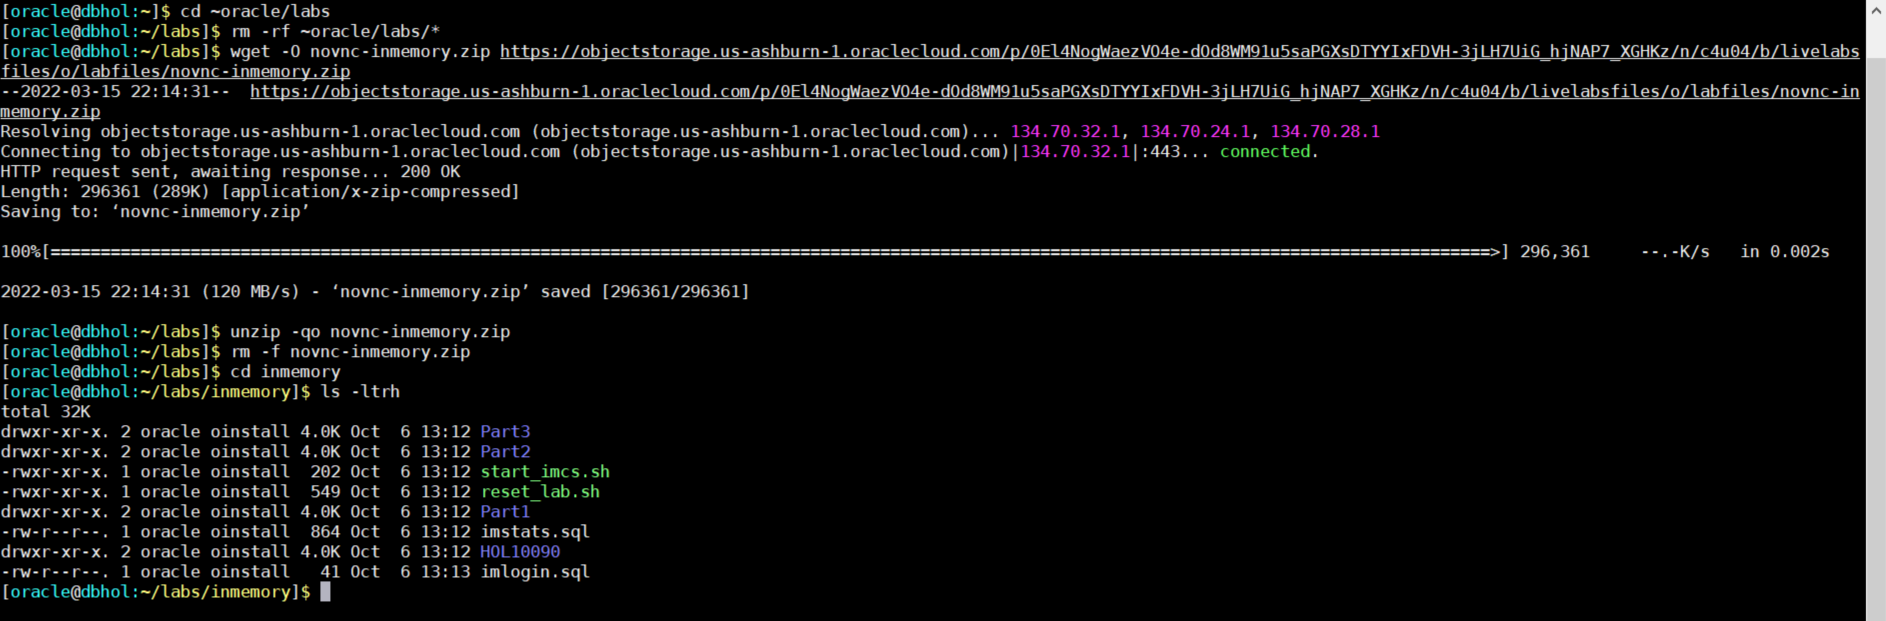 [oracle@dbhol:~]$ cd ~oracle/labs
[oracle@dbhol:~/labs]$ rm -rf ~oracle/labs/*
[oracle@dbhol:~/labs]$ wget -O novnc-inmemory.zip https://objectstorage.us-ashburn-1.oraclecloud.com/p/0El4NogWaezVO4e-dOd8WM91u5saPGXsDTYYIxFDVH-3jLH7UiG_hjNAP7_XGHKz/n/c4u04/b/livelabs
files/o/labfiles/novnc-inmemory.zip
--2022-03-15 22:14:31--  https://objectstorage.us-ashburn-1.oraclecloud.com/p/0El4NogWaezVO4e-dOd8WM91u5saPGXsDTYYIxFDVH-3jLH7UiG_hjNAP7_XGHKz/n/c4u04/b/livelabsfiles/o/labfiles/novnc-in
memory.zip
Resolving objectstorage.us-ashburn-1.oraclecloud.com (objectstorage.us-ashburn-1.oraclecloud.com)... 134.70.32.1, 134.70.24.1, 134.70.28.1
Connecting to objectstorage.us-ashburn-1.oraclecloud.com (objectstorage.us-ashburn-1.oraclecloud.com)|134.70.32.1|:443... connected.
HTTP request sent, awaiting response... 200 OK
Length: 296361 (289K) [application/x-zip-compressed]
Saving to: ‘novnc-inmemory.zip’
100%[================================================================================================================================================>] 296,361     --.-K/s   in 0.002s
2022-03-15 22:14:31 (120 MB/s) - ‘novnc-inmemory.zip’ saved [296361/296361]
[oracle@dbhol:~/labs]$ unzip -qo novnc-inmemory.zip
[oracle@dbhol:~/labs]$ rm -f novnc-inmemory.zip
[oracle@dbhol:~/labs]$ cd inmemory
[oracle@dbhol:~/labs/inmemory]$ ls -ltrh
total 32K
drwxr-xr-x. 2 oracle oinstall 4.0K Oct  6 13:12 Part3
drwxr-xr-x. 2 oracle oinstall 4.0K Oct  6 13:12 Part2
-rwxr-xr-x. 1 oracle oinstall  202 Oct  6 13:12 start_imcs.sh
-rwxr-xr-x. 1 oracle oinstall  549 Oct  6 13:12 reset_lab.sh
drwxr-xr-x. 2 oracle oinstall 4.0K Oct  6 13:12 Part1
-rw-r--r--. 1 oracle oinstall  864 Oct  6 13:12 imstats.sql
drwxr-xr-x. 2 oracle oinstall 4.0K Oct  6 13:12 HOL10090
-rw-r--r--. 1 oracle oinstall   41 Oct  6 13:13 imlogin.sql
[oracle@dbhol:~/labs/inmemory]$